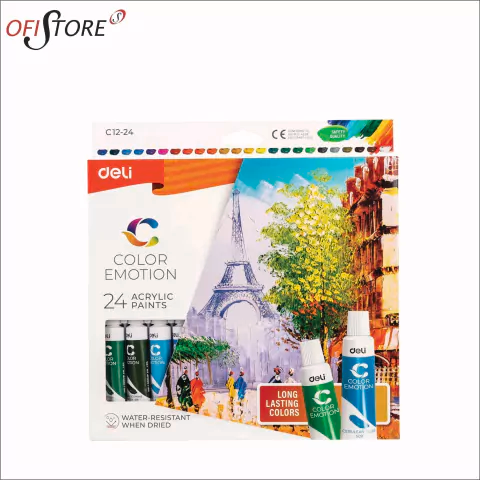 OFISTORE
C12-24
CE
deli
COLOR
EMOTION
24 ACRYLIC
PAINTS
WATER-RESISTANT
WHEN DRIED
LONG
LASTING
COLORS
deli
COLOR
EMOTION
deli
COLOR
EMOTION